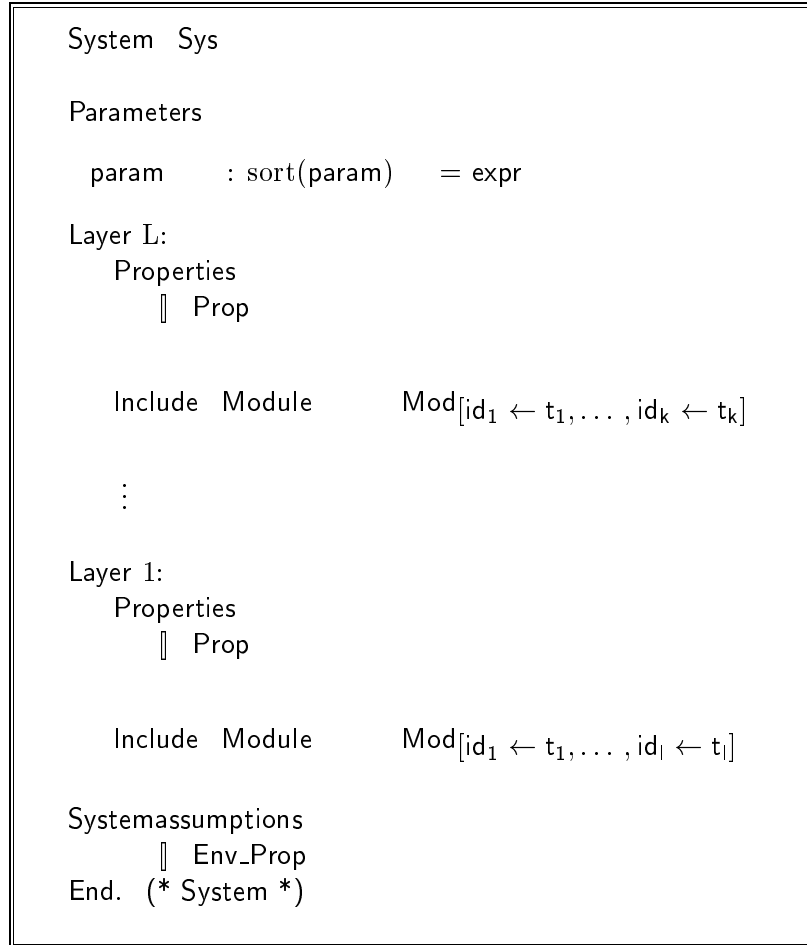 System Sys
Parameters
param : sort(param) = expr
Layer L:
Properties
[] Prop
Include Module Mod[id₁ ← t₁, . . . , idₖ ← tₖ]
⋮
Layer 1:
Properties
[] Prop
Include Module Mod[id₁ ← t₁, . . . , idₗ ← tₗ]
Systemassumptions
[] Env_Prop
End. (* System *)